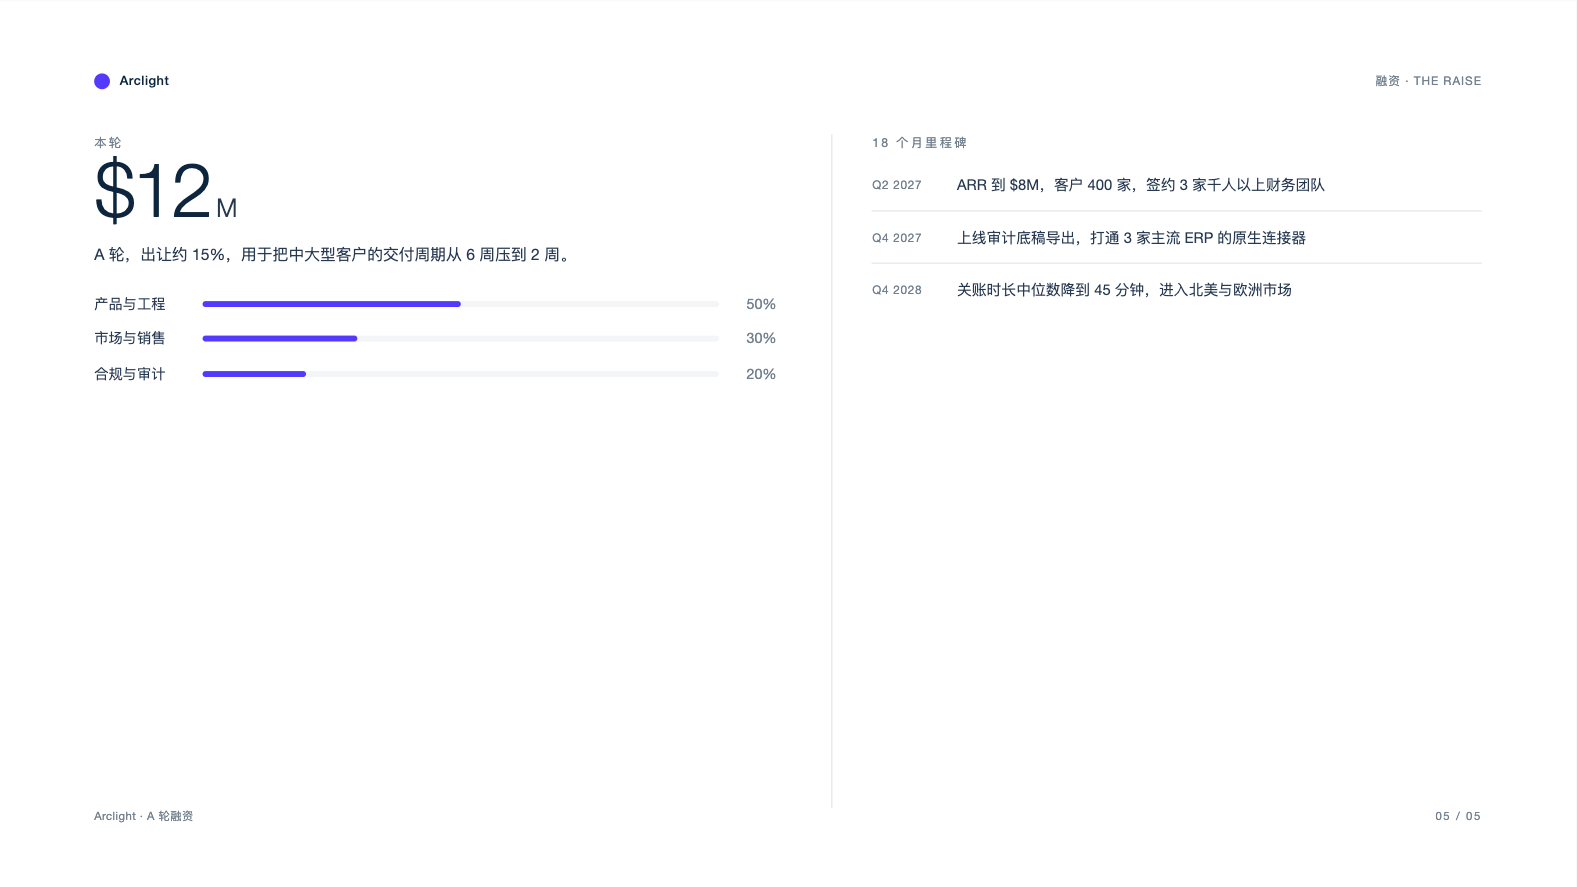 Arclight
融资 · THE RAISE
本轮
$12 M
A 轮，出让约 15%，用于把中大型客户的交付周期从 6 周压到 2 周。
产品与工程 50%
市场与销售 30%
合规与审计 20%
18 个月里程碑
Q2 2027 ARR 到 $8M，客户 400 家，签约 3 家千人以上财务团队
Q4 2027 上线审计底稿导出，打通 3 家主流 ERP 的原生连接器
Q4 2028 关账时长中位数降到 45 分钟，进入北美与欧洲市场
Arclight · A 轮融资
05 / 05